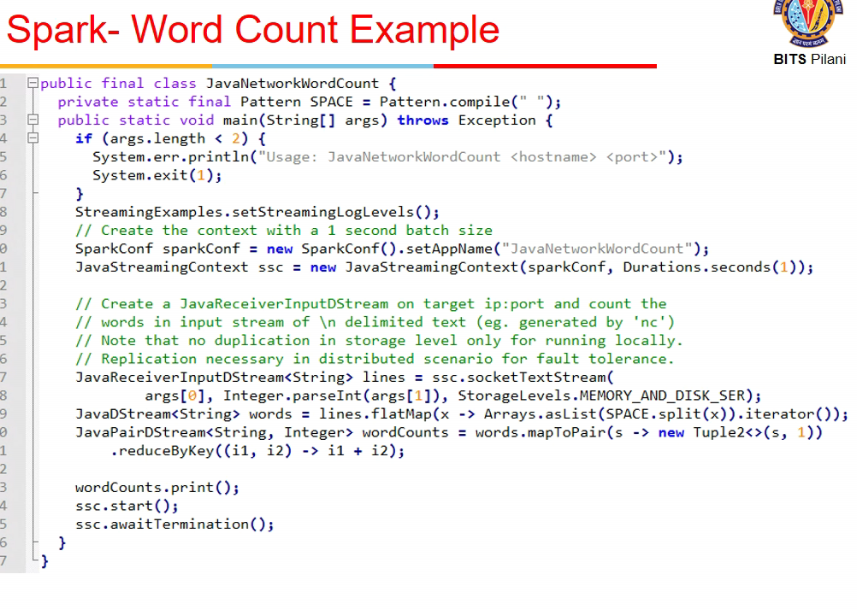 Spark- Word Count Example
BITS Pilani
1 public final class JavaNetworkWordCount {
2 private static final Pattern SPACE = Pattern.compile(" ");
3 public static void main(String[] args) throws Exception {
4 if (args.length < 2) {
5 System.err.println("Usage: JavaNetworkWordCount <hostname> <port>");
6 System.exit(1);
7 }
8 StreamingExamples.setStreamingLogLevels();
9 // Create the context with a 1 second batch size
0 SparkConf sparkConf = new SparkConf().setAppName("JavaNetworkWordCount");
1 JavaStreamingContext ssc = new JavaStreamingContext(sparkConf, Durations.seconds(1));
2
3 // Create a JavaReceiverInputDStream on target ip:port and count the
4 // words in input stream of \n delimited text (eg. generated by 'nc')
5 // Note that no duplication in storage level only for running locally.
6 // Replication necessary in distributed scenario for fault tolerance.
7 JavaReceiverInputDStream<String> lines = ssc.socketTextStream(
8 args[0], Integer.parseInt(args[1]), StorageLevels.MEMORY_AND_DISK_SER);
9 JavaDStream<String> words = lines.flatMap(x -> Arrays.asList(SPACE.split(x)).iterator());
0 JavaPairDStream<String, Integer> wordCounts = words.mapToPair(s -> new Tuple2<>(s, 1))
1 .reduceByKey((i1, i2) -> i1 + i2);
2
3 wordCounts.print();
4 ssc.start();
5 ssc.awaitTermination();
6 }
7 }